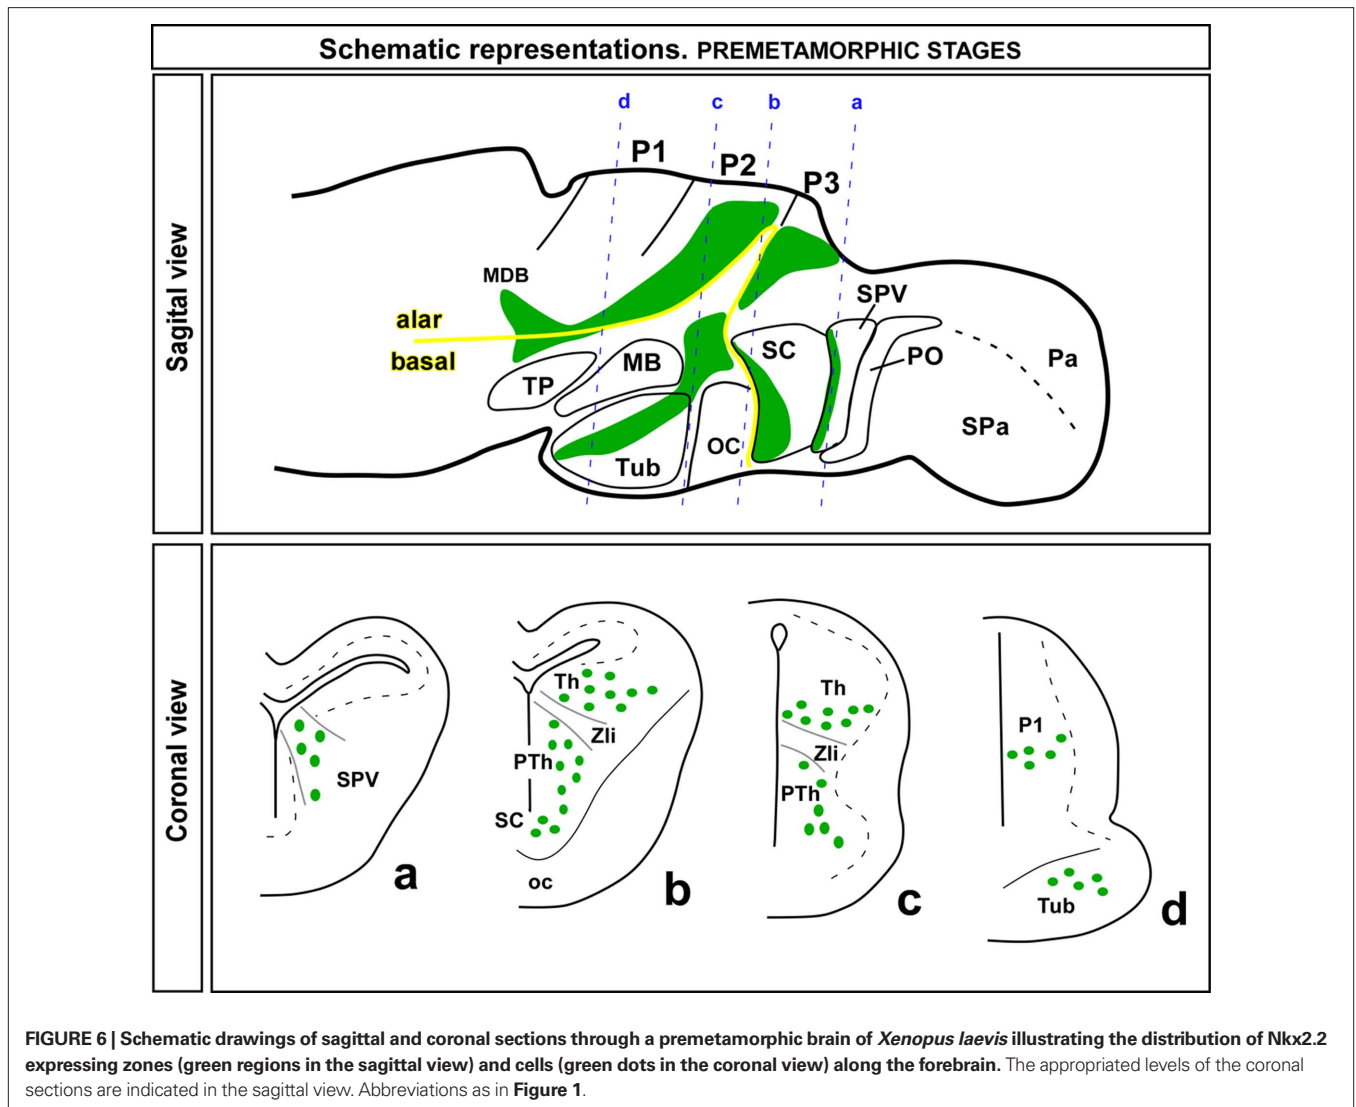 Schematic representations. PREMETAMORPHIC STAGES
Sagital view
d
c
b
a
P1
P2
P3
MDB
SPV
alar
basal
SC
PO
Pa
MB
TP
SPa
OC
Tub
Coronal view
Th
Th
P1
Zli
Zli
PTh
SPV
PTh
SC
oc
Tub
a
b
c
d
FIGURE 6 | Schematic drawings of sagittal and coronal sections through a premetamorphic brain of Xenopus laevis illustrating the distribution of Nkx2.2
expressing zones (green regions in the sagittal view) and cells (green dots in the coronal view) along the forebrain. The appropriated levels of the coronal
sections are indicated in the sagittal view. Abbreviations as in Figure 1.